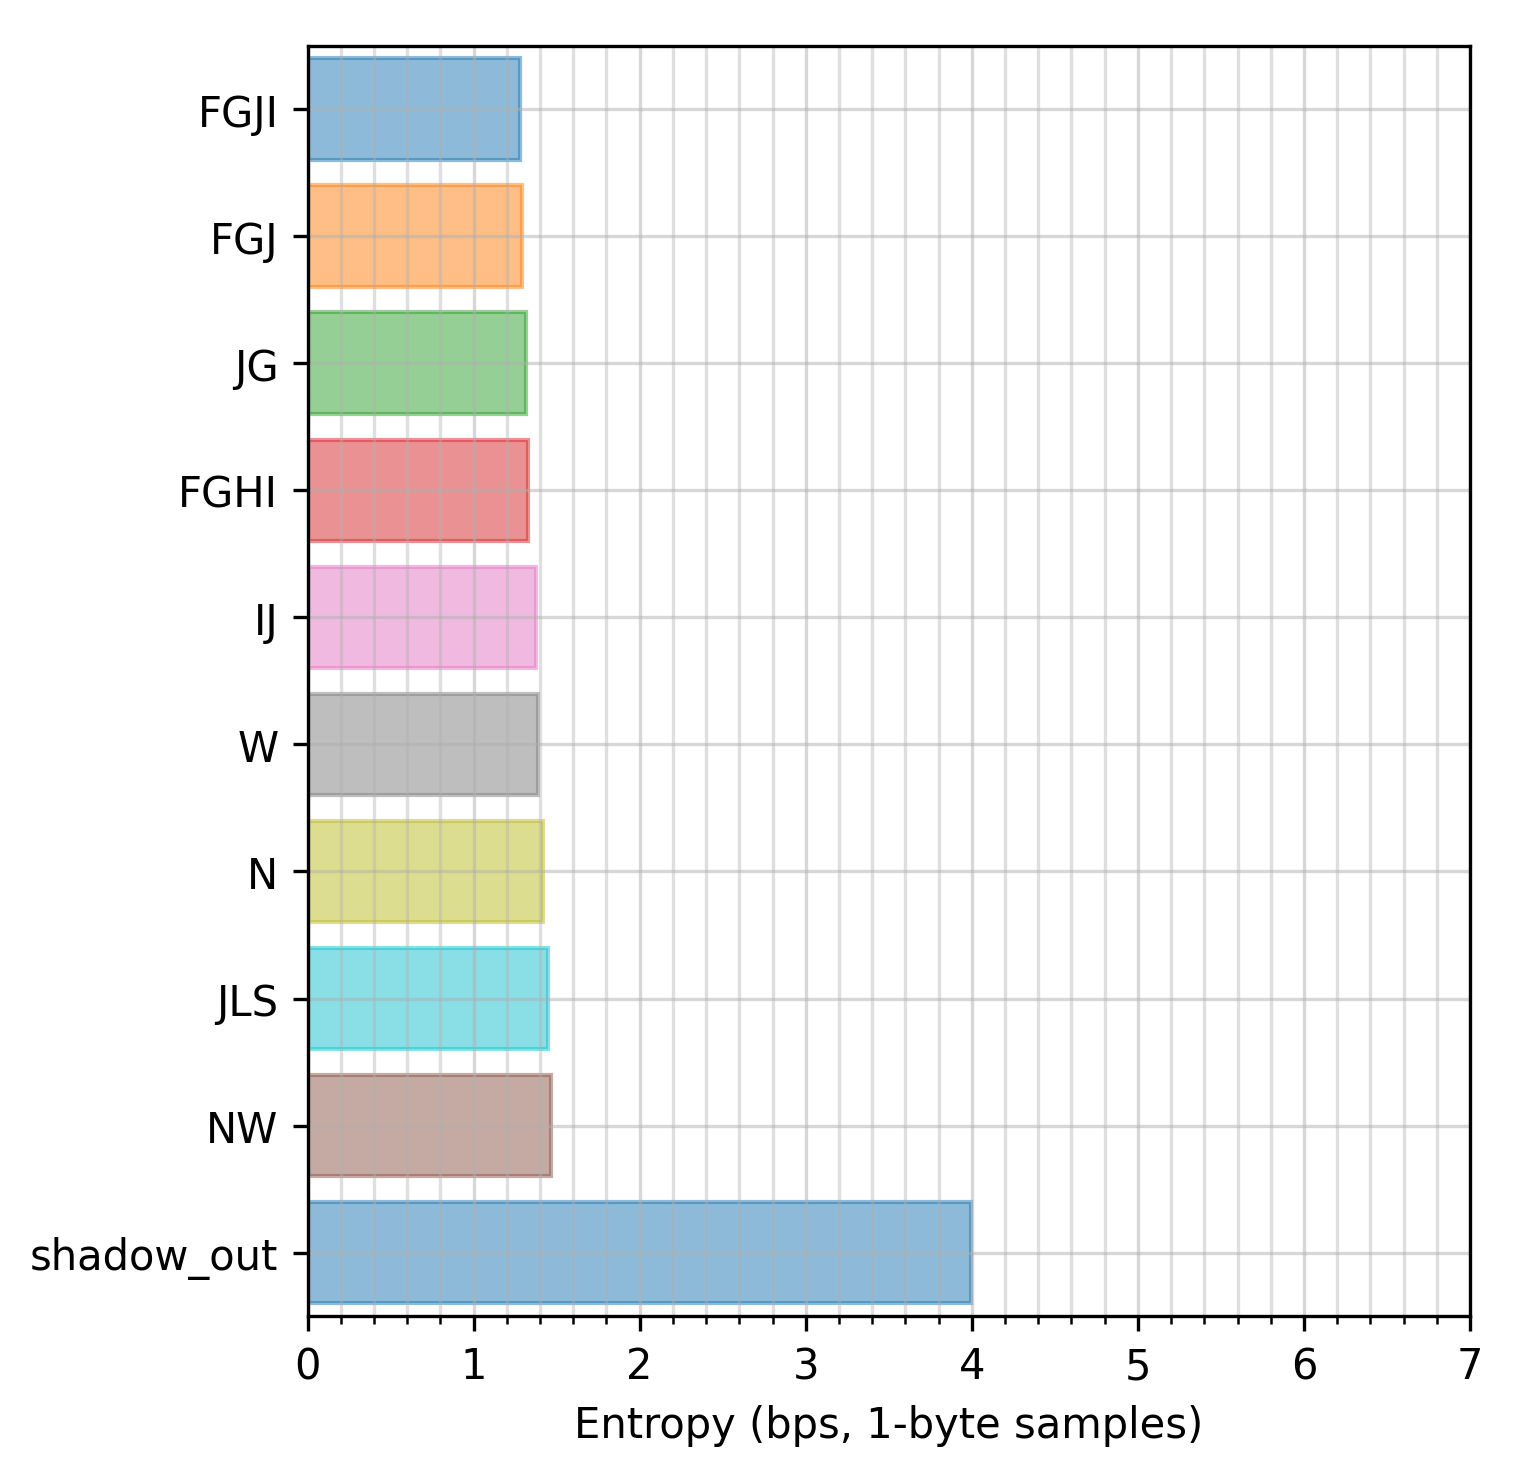 FGJI
FGJ
JG
FGHI
IJ
W
N
JLS
NW
shadow_out
0 1 2 3 4 5 6 7
Entropy (bps, 1-byte samples)